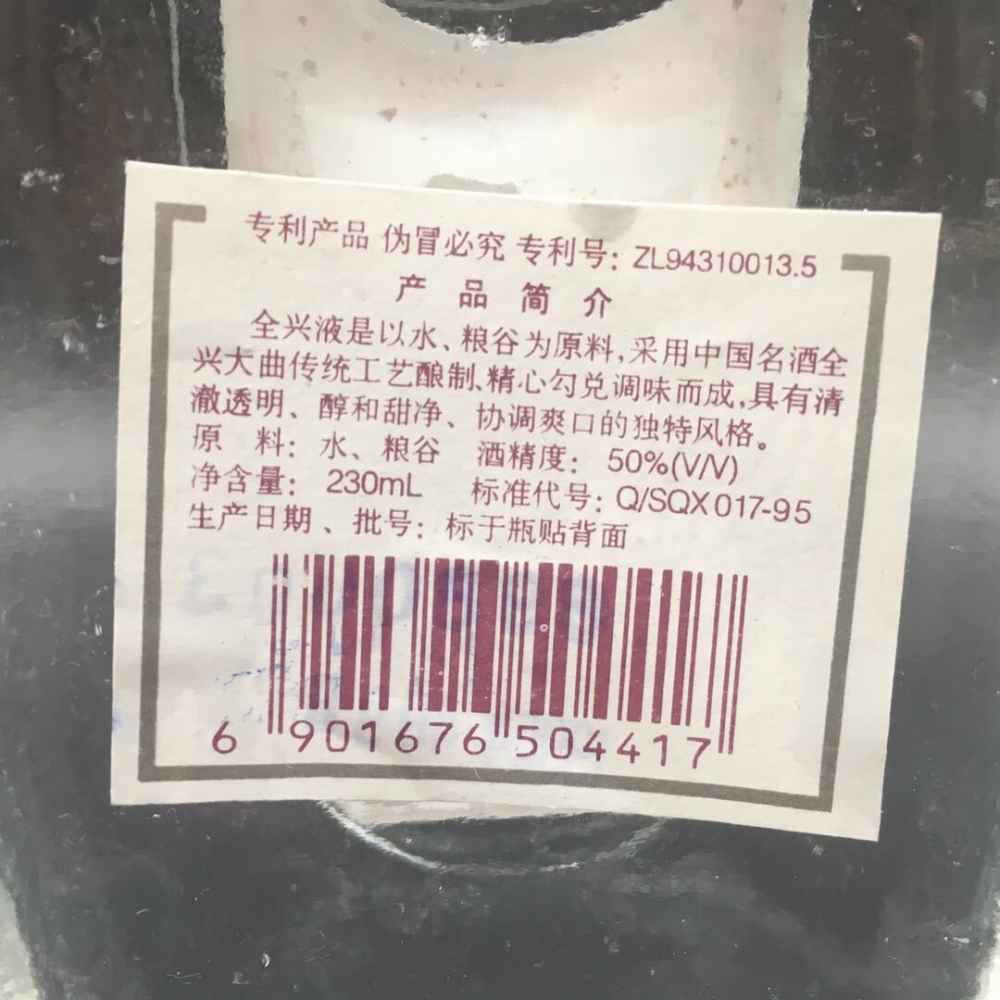 专利产品 伪冒必究 专利号: ZL94310013.5
产 品 简 介
全兴液是以水、粮谷为原料,采用中国名酒全
兴大曲传统工艺酿制、精心勾兑调味而成,具有清
澈透明、醇和甜净、协调爽口的独特风格。
原 料: 水、粮谷 酒精度: 50%(V/V)
净含量: 230mL 标准代号: Q/SQX 017-95
生产日期、批号: 标于瓶贴背面
6 901676 504417